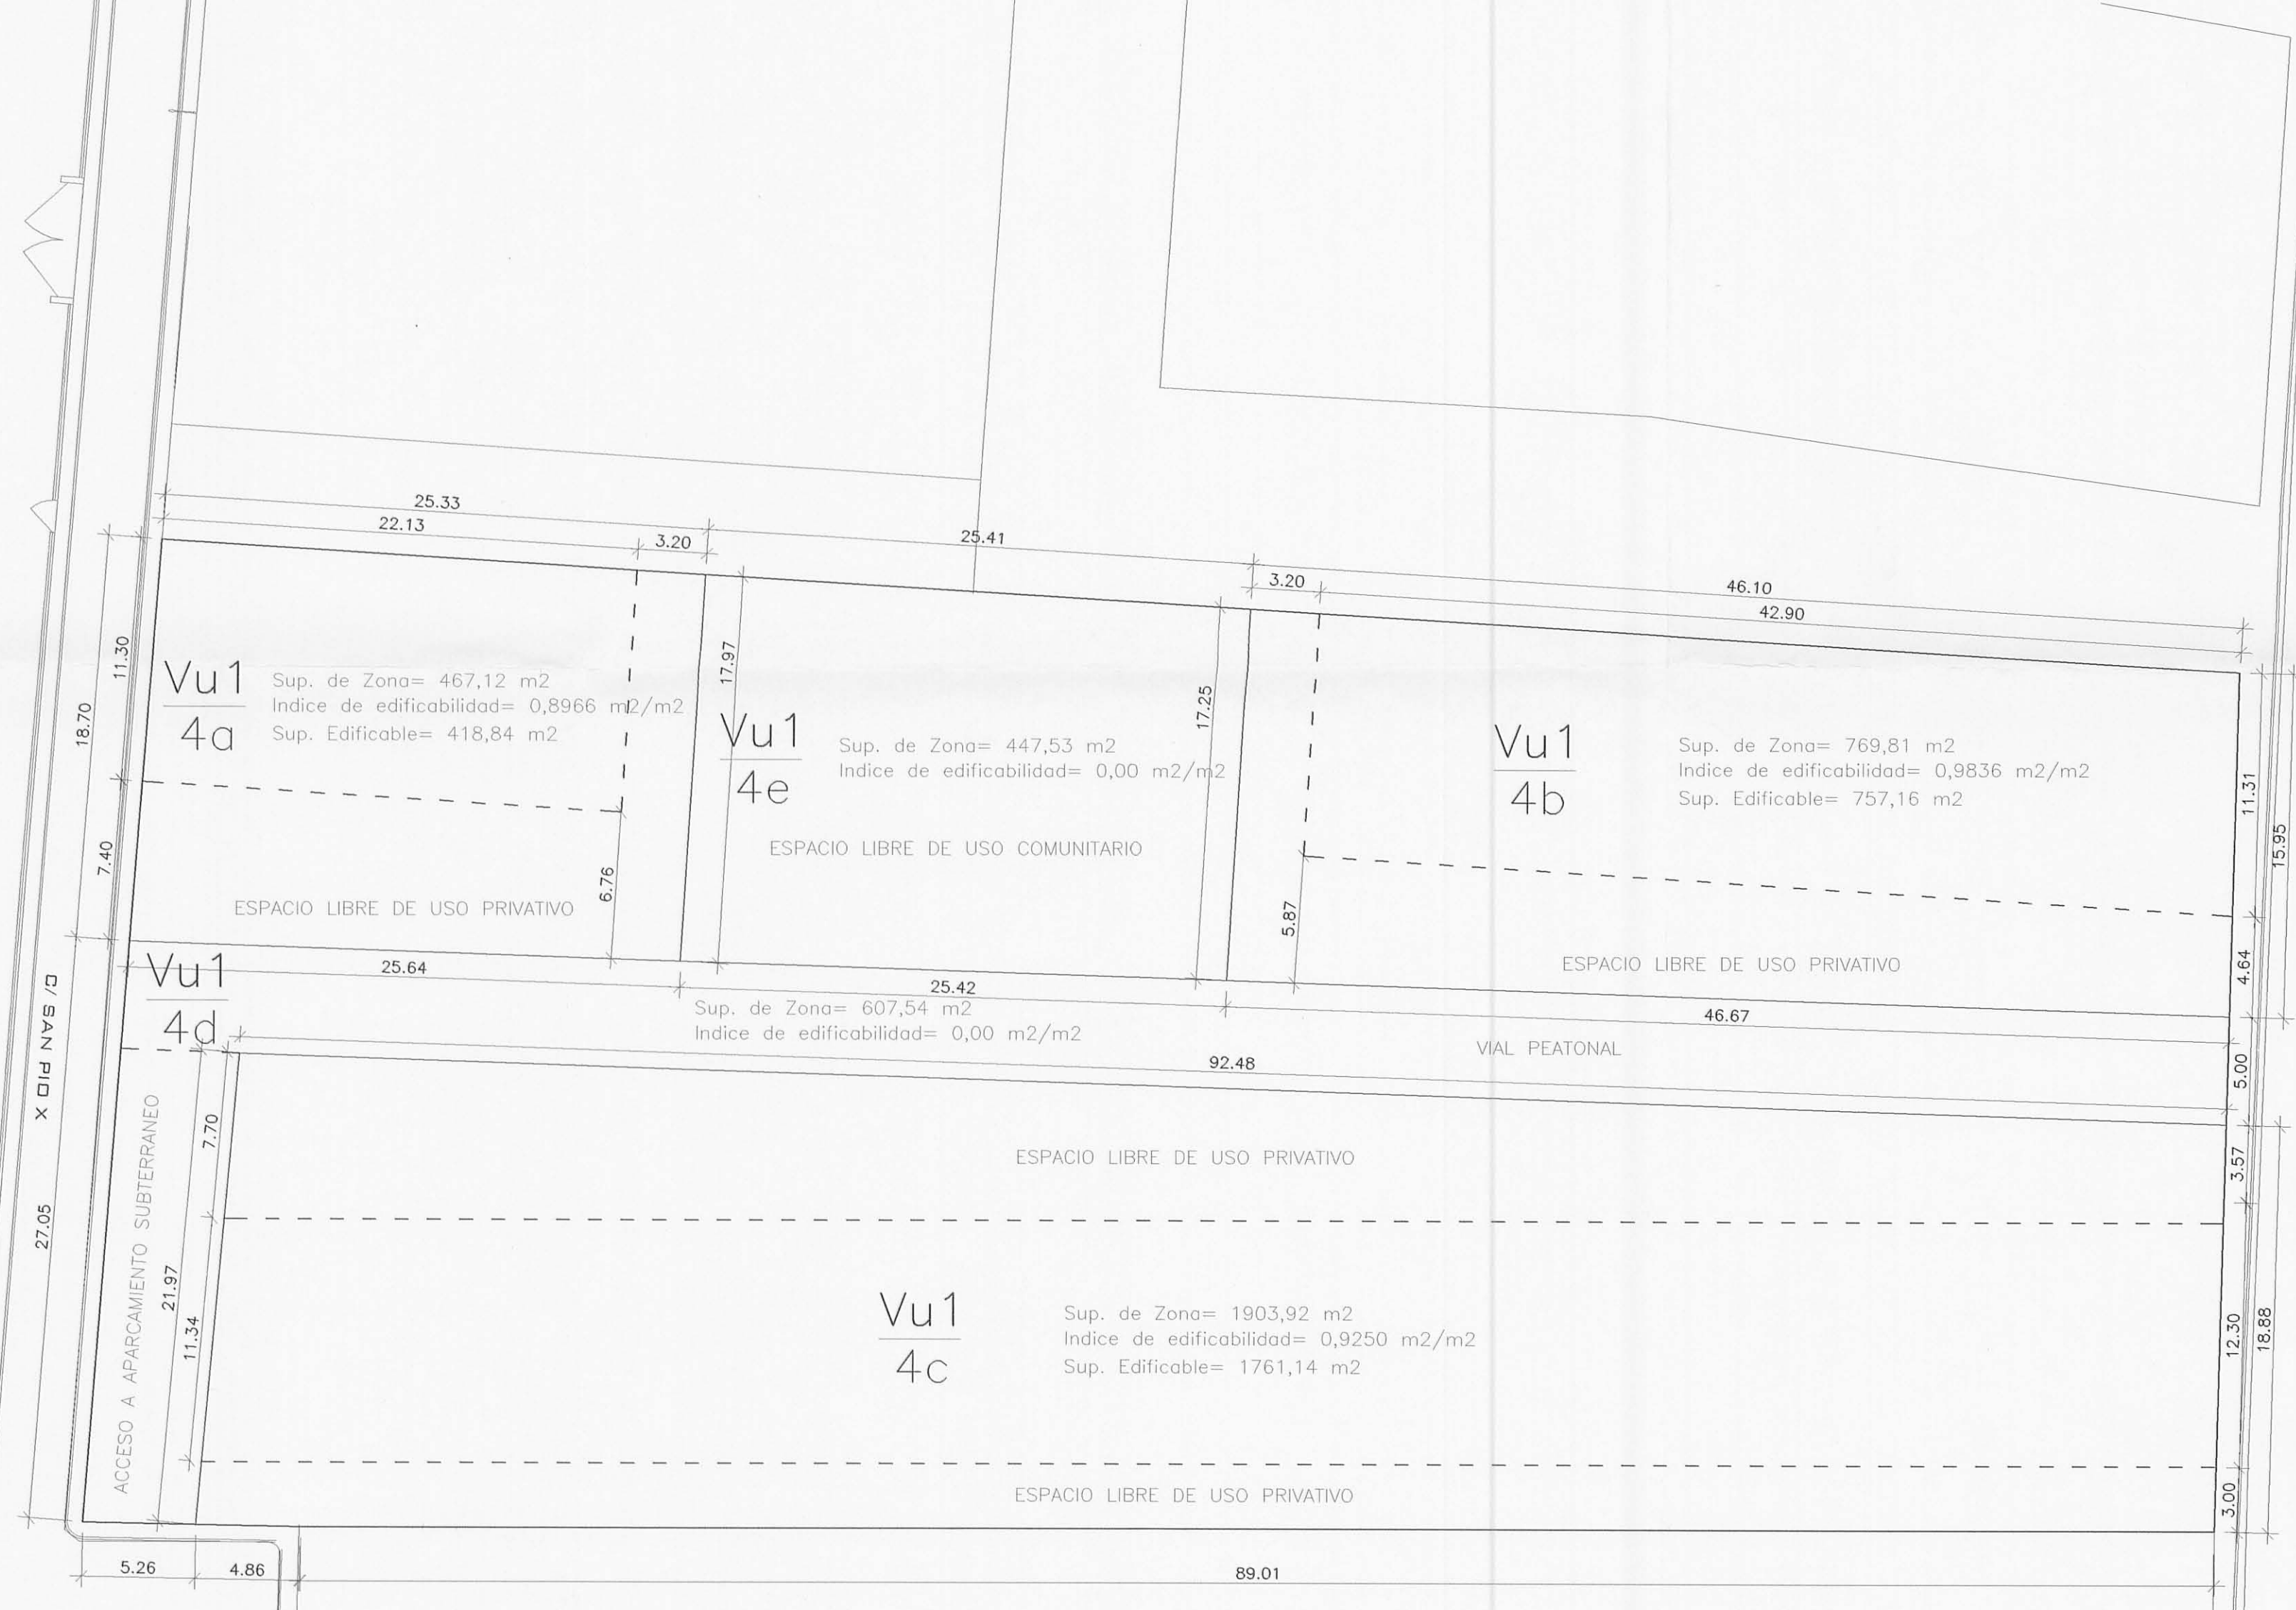 25.33
22.13
3.20
25.41
3.20
46.10
42.90
18.70
11.30
7.40
Vu1
4a
Sup. de Zona= 467,12 m2
Indice de edificabilidad= 0,8966 m2/m2
Sup. Edificable= 418,84 m2
ESPACIO LIBRE DE USO PRIVATIVO
6.76
17.97
Vu1
4e
Sup. de Zona= 447,53 m2
Indice de edificabilidad= 0,00 m2/m2
ESPACIO LIBRE DE USO COMUNITARIO
17.25
Vu1
4b
Sup. de Zona= 769,81 m2
Indice de edificabilidad= 0,9836 m2/m2
Sup. Edificable= 757,16 m2
5.87
ESPACIO LIBRE DE USO PRIVATIVO
11.31
15.95
4.64
25.64
25.42
46.67
Vu1
4d
Sup. de Zona= 607,54 m2
Indice de edificabilidad= 0,00 m2/m2
VIAL PEATONAL
92.48
5.00
C/ SAN PIO X
27.05
ACCESO A APARCAMIENTO SUBTERRANEO
7.70
21.97
11.34
ESPACIO LIBRE DE USO PRIVATIVO
3.57
Vu1
4c
Sup. de Zona= 1903,92 m2
Indice de edificabilidad= 0,9250 m2/m2
Sup. Edificable= 1761,14 m2
12.30
18.88
ESPACIO LIBRE DE USO PRIVATIVO
3.00
5.26
4.86
89.01